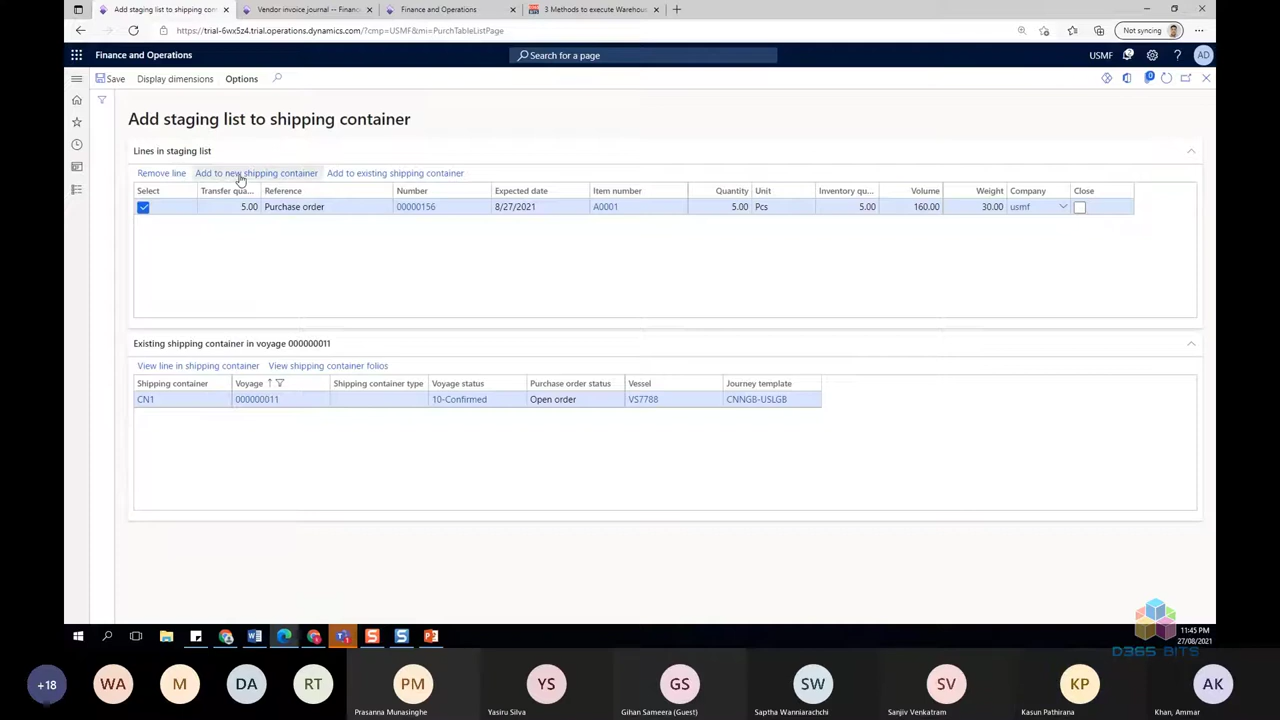 Add staging list to shipping con
Vendor invoice journal -- Financ
Finance and Operations
3 Methods to execute Warehous
https://trial-6wx5z4.trial.operations.dynamics.com/?cmp=USMF&mi=PurchTableListPage
Not syncing
Finance and Operations
Search for a page
USMF
AD
Save
Display dimensions
Options
0
Add staging list to shipping container
Lines in staging list
Remove line
Add to new shipping container
Add to existing shipping container
Select
Transfer qua...
Reference
Number
Expected date
Item number
Quantity
Unit
Inventory qu...
Volume
Weight
Company
Close
5.00
Purchase order
00000156
8/27/2021
A0001
5.00
Pcs
5.00
160.00
30.00
usmf
Existing shipping container in voyage 000000011
View line in shipping container
View shipping container folios
Shipping container
Voyage
Shipping container type
Voyage status
Purchase order status
Vessel
Journey template
CN1
000000011
10-Confirmed
Open order
VS7788
CNNGB-USLGB
11:45 PM
27/08/2021
D365 BITS
+18
WA
M
DA
RT
PM
YS
GS
SW
SV
KP
AK
Prasanna Munasinghe
Yasiru Silva
Gihan Sameera (Guest)
Saptha Wanniarachchi
Sanjiv Venkatram
Kasun Pathirana
Khan, Ammar